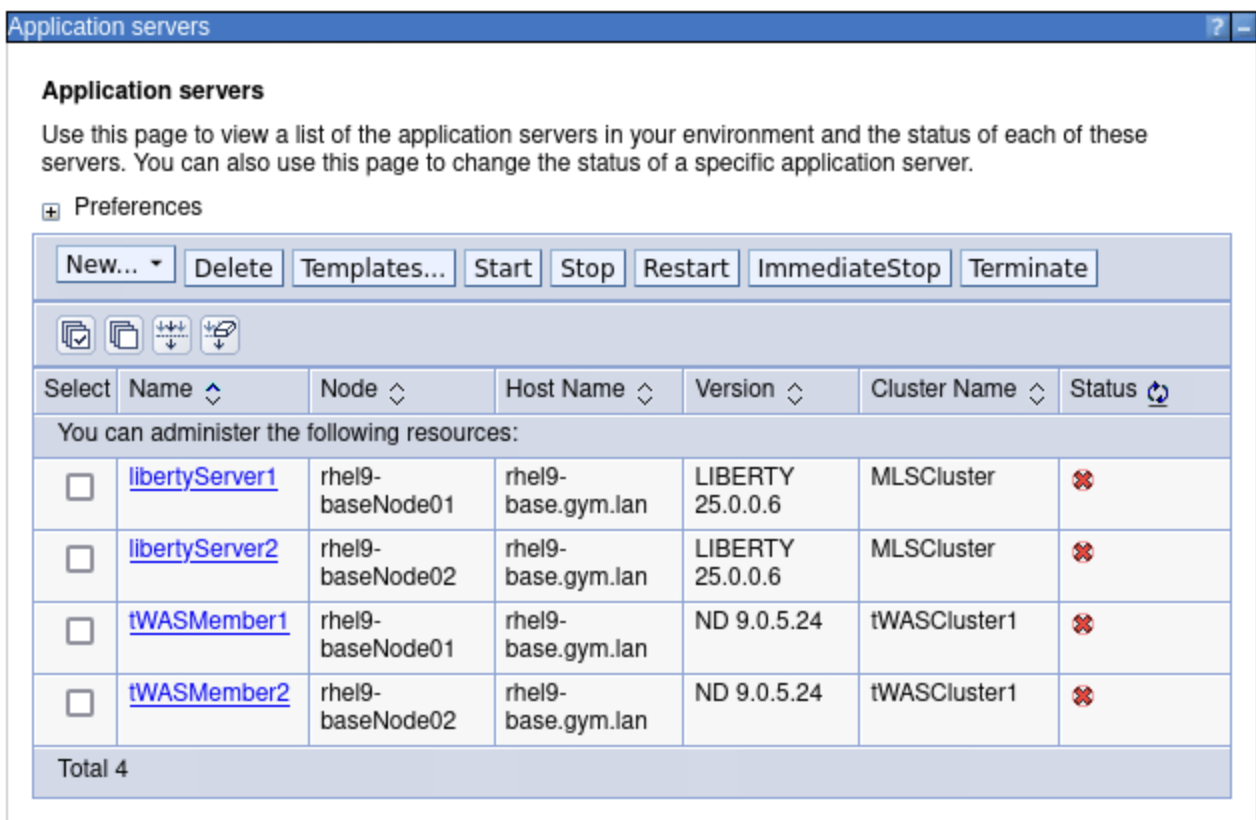 Application servers ? –
Application servers
Use this page to view a list of the application servers in your environment and the status of each of these
servers. You can also use this page to change the status of a specific application server.
+ Preferences
New... Delete Templates... Start Stop Restart ImmediateStop Terminate
Select Name Node Host Name Version Cluster Name Status
You can administer the following resources:
libertyServer1 rhel9- rhel9- LIBERTY MLSCluster
baseNode01 base.gym.lan 25.0.0.6
libertyServer2 rhel9- rhel9- LIBERTY MLSCluster
baseNode02 base.gym.lan 25.0.0.6
tWASMember1 rhel9- rhel9- ND 9.0.5.24 tWASCluster1
baseNode01 base.gym.lan
tWASMember2 rhel9- rhel9- ND 9.0.5.24 tWASCluster1
baseNode02 base.gym.lan
Total 4